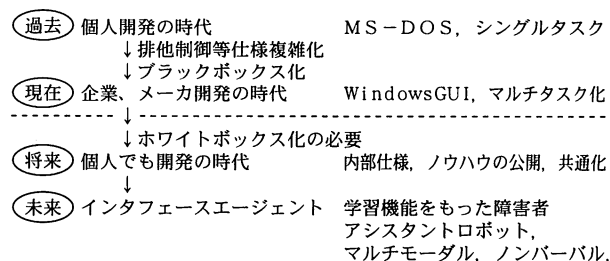 過去 個人開発の時代 MS-DOS，シングルタスク
↓排他制御等仕様複雑化
↓ブラックボックス化
現在 企業、メーカ開発の時代 WindowsGUI，マルチタスク化
↓
↓ホワイトボックス化の必要
将来 個人でも開発の時代 内部仕様，ノウハウの公開，共通化
↓
未来 インタフェースエージェント 学習機能をもった障害者
アシスタントロボット，
マルチモーダル，ノンバーバル，